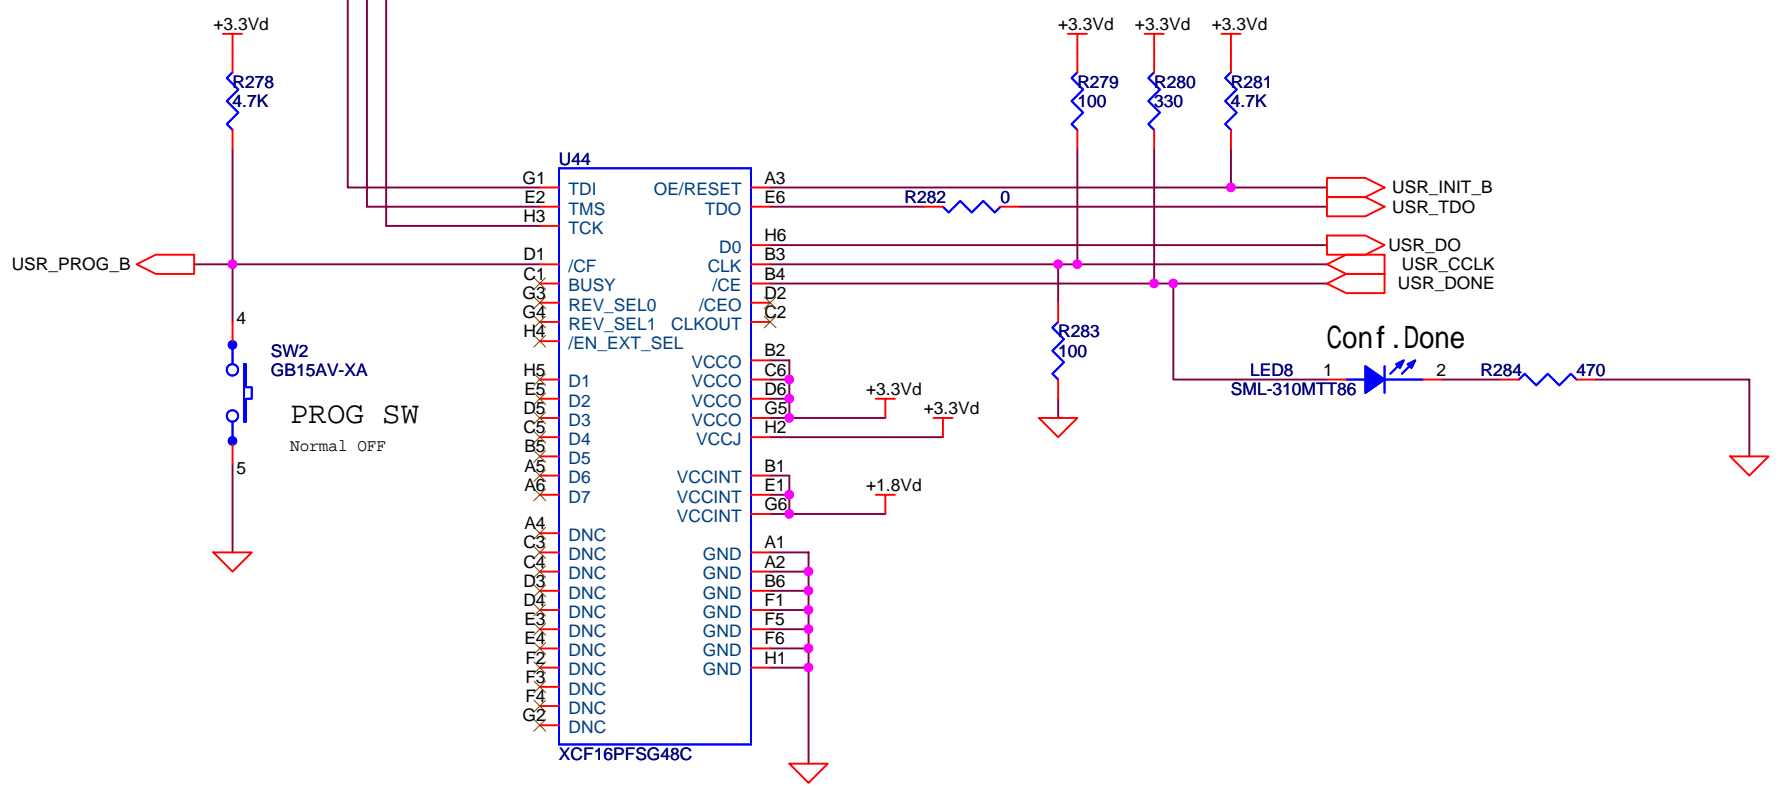 +3.3Vd
R278
4.7K
USR_PROG_B
4
SW2
GB15AV-XA
PROG SW
Normal OFF
5
U44
G1 TDI
E2 TMS
H3 TCK
D1 /CF
C1 BUSY
G3 REV_SEL0
G4 REV_SEL1
H4 /EN_EXT_SEL
H5 D1
E5 D2
D5 D3
C5 D4
B5 D5
A5 D6
A6 D7
A4 DNC
C3 DNC
C4 DNC
D3 DNC
D4 DNC
E3 DNC
E4 DNC
F2 DNC
F3 DNC
F4 DNC
G2 DNC
OE/RESET A3
TDO E6
D0 H6
CLK B3
/CE B4
/CEO D2
CLKOUT C2
VCCO B2
VCCO C6
VCCO D6
VCCO G5
VCCJ H2
VCCINT B1
VCCINT E1
VCCINT G6
GND A1
GND A2
GND B6
GND F1
GND F5
GND F6
GND H1
XCF16PFSG48C
+3.3Vd
+3.3Vd
+1.8Vd
+3.3Vd +3.3Vd +3.3Vd
R279 R280 R281
100 330 4.7K
R282 0
USR_INIT_B
USR_TDO
USR_DO
USR_CCLK
USR_DONE
R283
100
Conf.Done
LED8 1 2 R284 470
SML-310MTT86